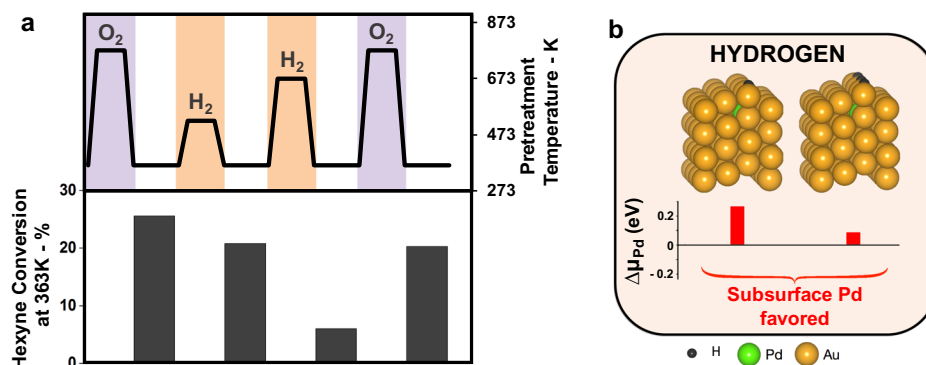 a
O2
H2
H2
O2
873
673
473
273
Pretreatment
Temperature - K
30
20
10
0
Hexyne Conversion
at 363K - %
b
HYDROGEN
ΔμPd (eV)
0.2
0
- 0.2
Subsurface Pd
favored
H
Pd
Au